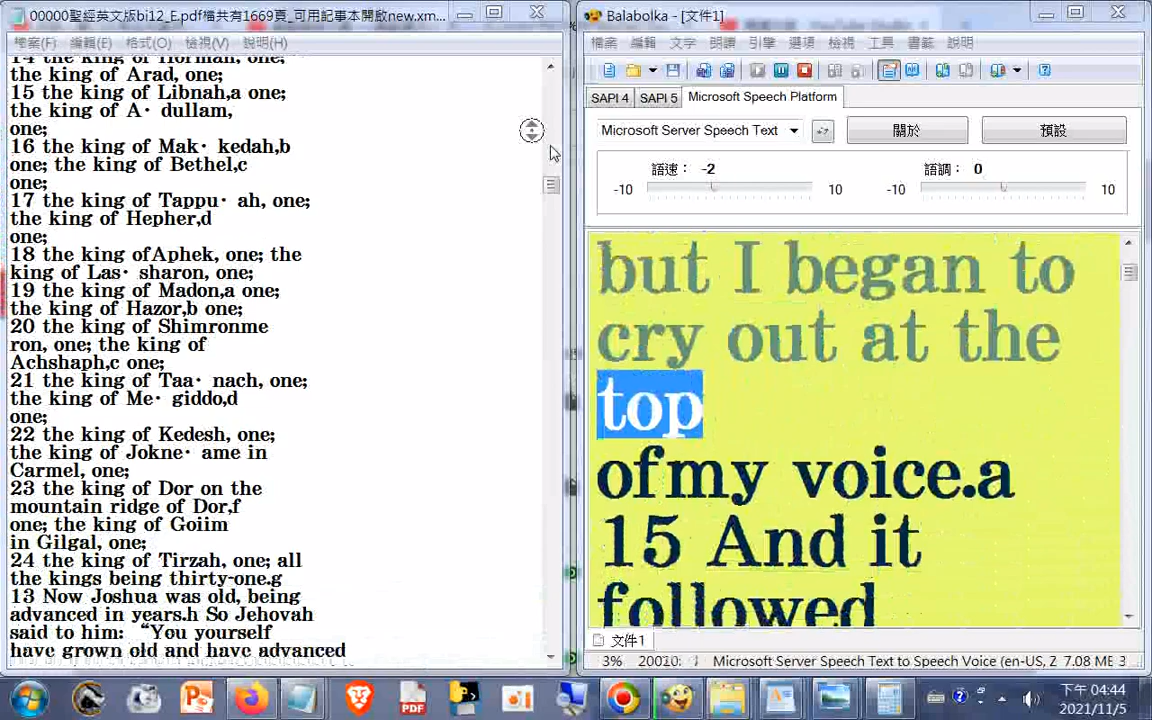 00000聖經英文版bi12_E.pdf檔共有1669頁_可用記事本開啟new.xm...
檔案(F) 編輯(E) 格式(O) 檢視(V) 說明(H)
14 the king of Hormah, one;
the king of Arad, one;
15 the king of Libnah,a one;
the king of A· dullam,
one;
16 the king of Mak· kedah,b
one; the king of Bethel,c
one;
17 the king of Tappu· ah, one;
the king of Hepher,d
one;
18 the king ofAphek, one; the
king of Las· sharon, one;
19 the king of Madon,a one;
the king of Hazor,b one;
20 the king of Shimronme
ron, one; the king of
Achshaph,c one;
21 the king of Taa· nach, one;
the king of Me· giddo,d
one;
22 the king of Kedesh, one;
the king of Jokne· ame in
Carmel, one;
23 the king of Dor on the
mountain ridge of Dor,f
one; the king of Goiim
in Gilgal, one;
24 the king of Tirzah, one; all
the kings being thirty-one.g
13 Now Joshua was old, being
advanced in years.h So Jehovah
said to him: “You yourself
have grown old and have advanced
Balabolka - [文件1]
檔案 編輯 文字 朗讀 引擎 選項 檢視 工具 書籤 說明
SAPI 4 SAPI 5 Microsoft Speech Platform
Microsoft Server Speech Text 關於 預設
語速: -2 語調: 0
-10 10 -10 10
but I began to
cry out at the
top
ofmy voice.a
15 And it
followed
文件1
3% 20010: Microsoft Server Speech Text to Speech Voice (en-US, 2 7.08 ME 3
PDF
下午 04:44
2021/11/5